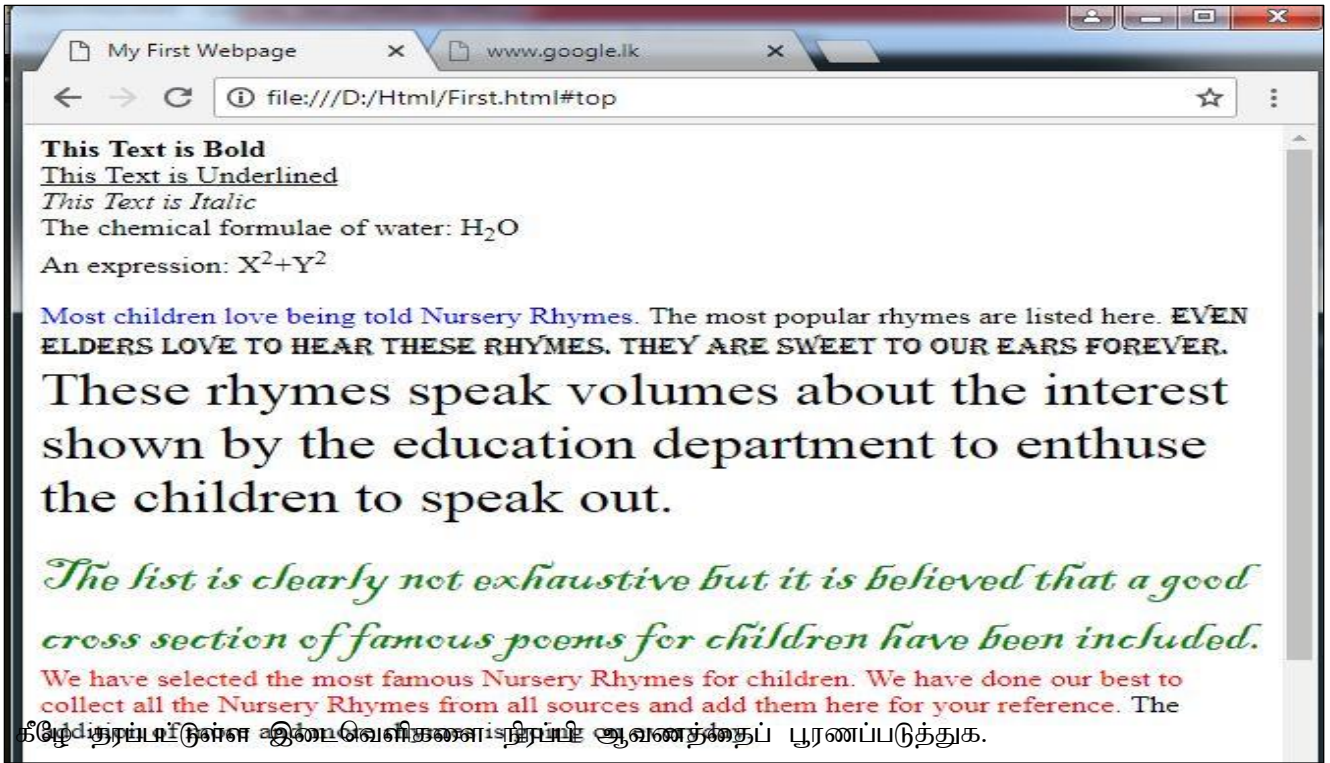 My First Webpage www.google.lk
file:///D:/Html/First.html#top
This Text is Bold
This Text is Underlined
This Text is Italic
The chemical formulae of water: H₂O
An expression: X²+Y²
Most children love being told Nursery Rhymes. The most popular rhymes are listed here. EVEN
ELDERS LOVE TO HEAR THESE RHYMES. THEY ARE SWEET TO OUR EARS FOREVER.
These rhymes speak volumes about the interest
shown by the education department to enthuse
the children to speak out.
The list is clearly not exhaustive but it is believed that a good
cross section of famous poems for children have been included.
We have selected the most famous Nursery Rhymes for children. We have done our best to
collect all the Nursery Rhymes from all sources and add them here for your reference. The
கீழே தரப்பட்டுள்ள இடைவெளிகளை நிரப்பி ஆவணத்தைப் பூரணப்படுத்துக.